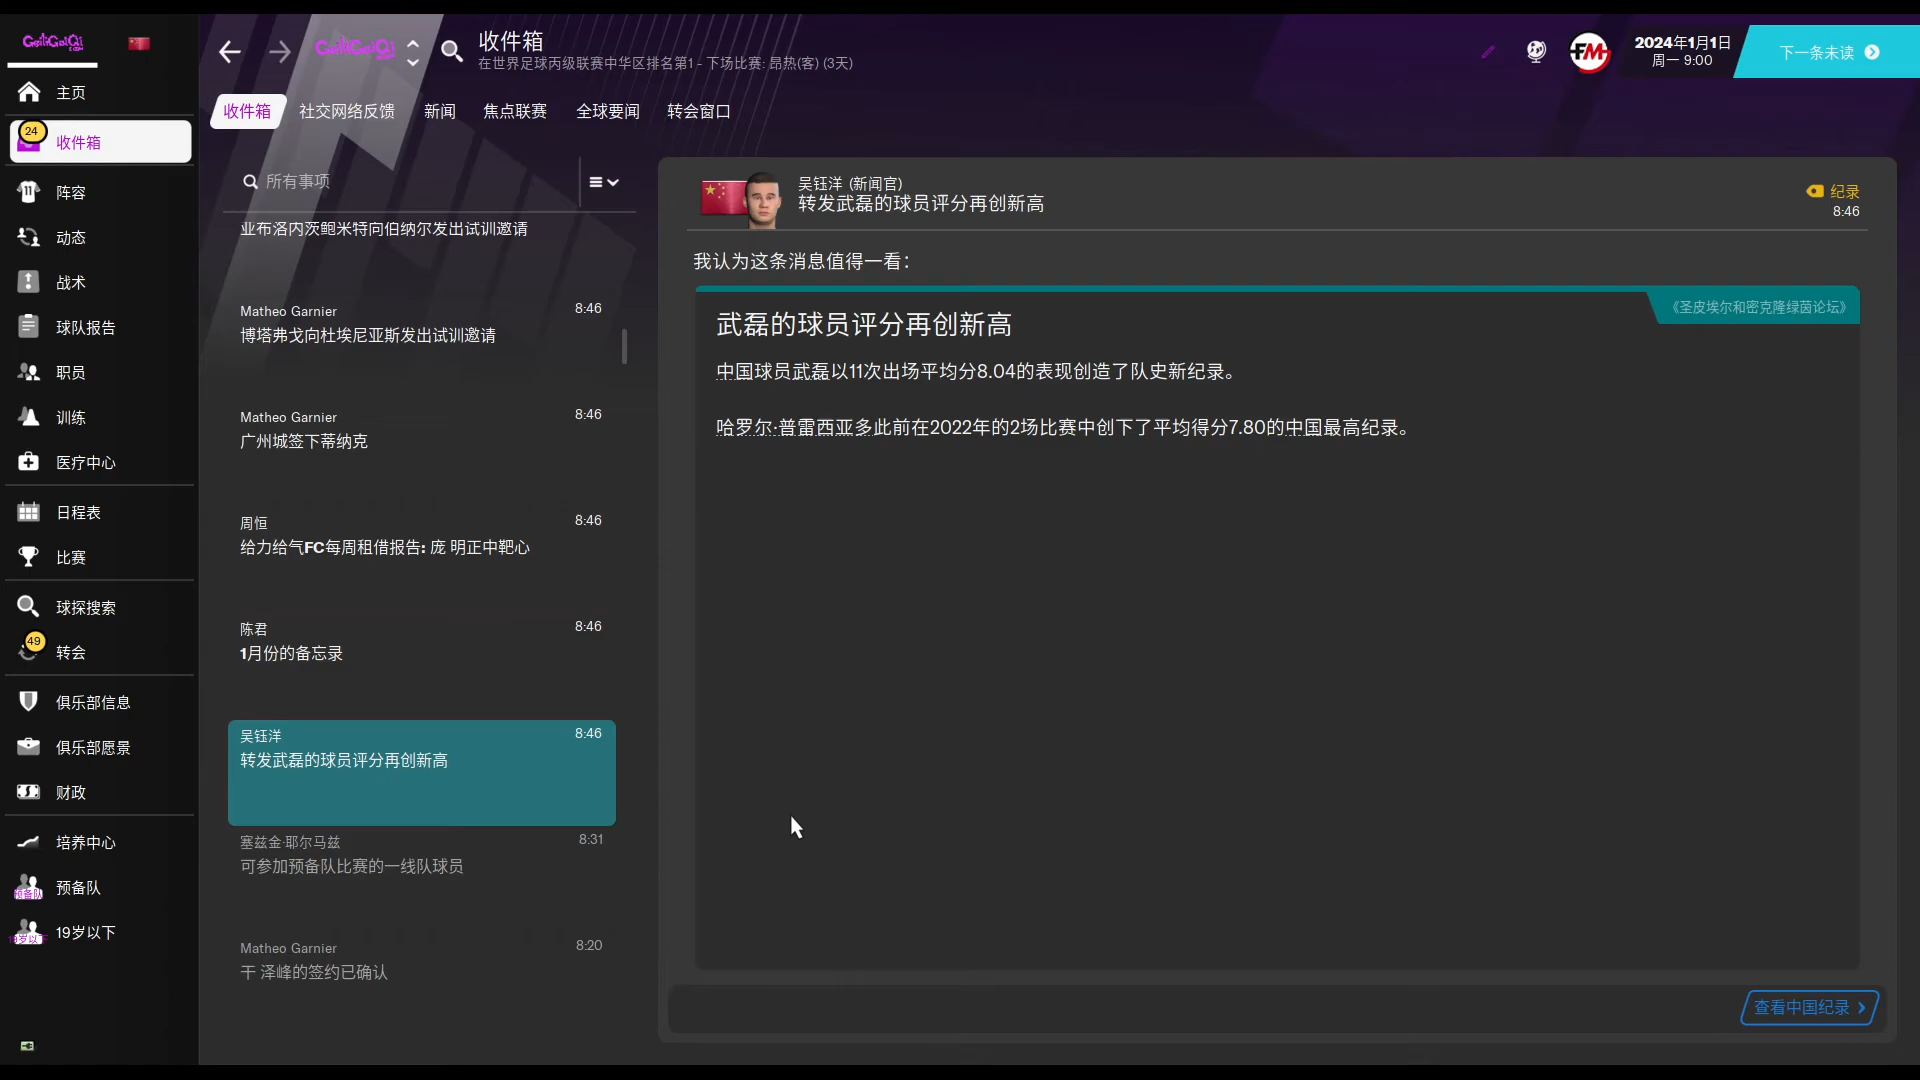 GeiliGeiQi
.COM
GeiliGeiQi
收件箱
在世界足球丙级联赛中华区排名第1 - 下场比赛: 昂热(客) (3天)
FM
2024年1月1日
周一 9:00
下一条未读
主页
24
收件箱
阵容
动态
战术
球队报告
职员
训练
医疗中心
日程表
比赛
球探搜索
49
转会
俱乐部信息
俱乐部愿景
财政
培养中心
预备队
预备队
19岁以下
19岁以下
收件箱
社交网络反馈
新闻
焦点联赛
全球要闻
转会窗口
所有事项
亚布洛内茨鲍米特向伯纳尔发出试训邀请
Matheo Garnier
8:46
博塔弗戈向杜埃尼亚斯发出试训邀请
Matheo Garnier
8:46
广州城签下蒂纳克
周恒
8:46
给力给气FC每周租借报告: 庞 明正中靶心
陈君
8:46
1月份的备忘录
吴钰洋
8:46
转发武磊的球员评分再创新高
塞兹金·耶尔马兹
8:31
可参加预备队比赛的一线队球员
Matheo Garnier
8:20
干 泽峰的签约已确认
吴钰洋 (新闻官)
转发武磊的球员评分再创新高
纪录
8:46
我认为这条消息值得一看：
《圣皮埃尔和密克隆绿茵论坛》
武磊的球员评分再创新高
中国球员武磊以11次出场平均分8.04的表现创造了队史新纪录。
哈罗尔·普雷西亚多此前在2022年的2场比赛中创下了平均得分7.80的中国最高纪录。
查看中国纪录